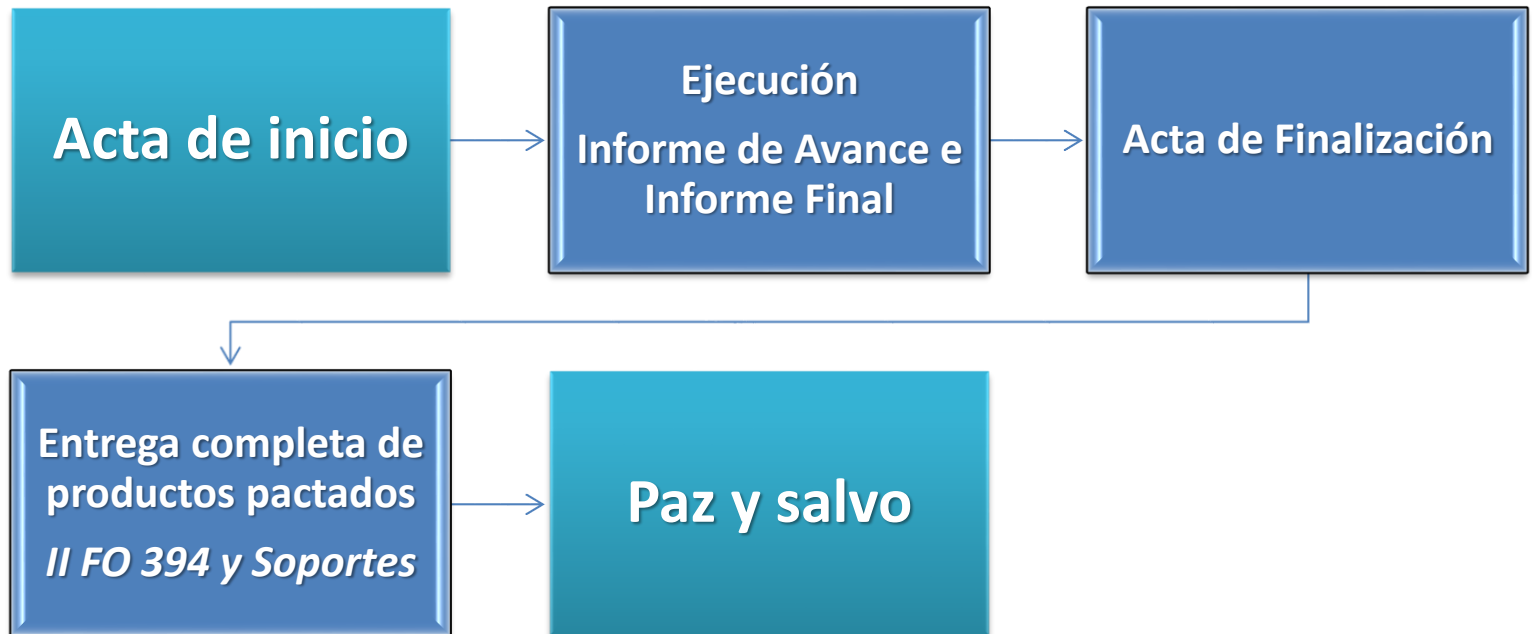 Acta de inicio
Ejecución
Informe de Avance e
Informe Final
Acta de Finalización
Entrega completa de
productos pactados
II FO 394 y Soportes
Paz y salvo